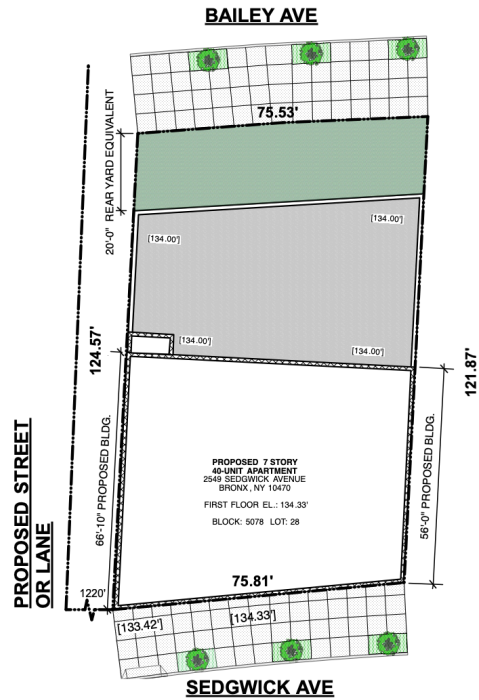 BAILEY AVE
75.53'
20'-0" REAR YARD EQUIVALENT
[134.00']
[134.00']
[134.00']
[134.00']
124.57'
121.87'
66'-10" PROPOSED BLDG.
56'-0" PROPOSED BLDG.
PROPOSED STREET
OR LANE
PROPOSED 7 STORY
40-UNIT APARTMENT
2549 SEDGWICK AVENUE
BRONX, NY 10470
FIRST FLOOR EL.: 134.33'
BLOCK: 5078 LOT: 28
75.81'
1220'
[133.42']
[134.33']
SEDGWICK AVE